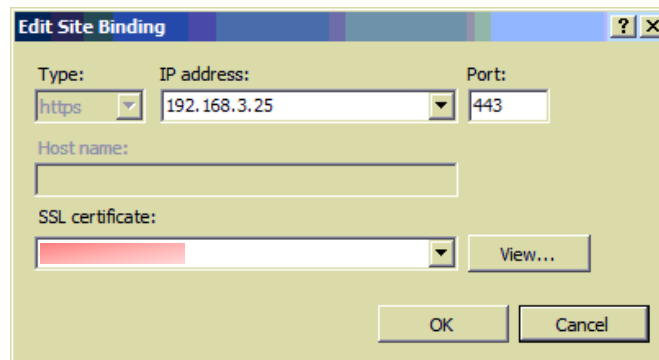 Edit Site Binding
Type: IP address: Port:
https 192.168.3.25 443
Host name:
SSL certificate:
View...
OK Cancel